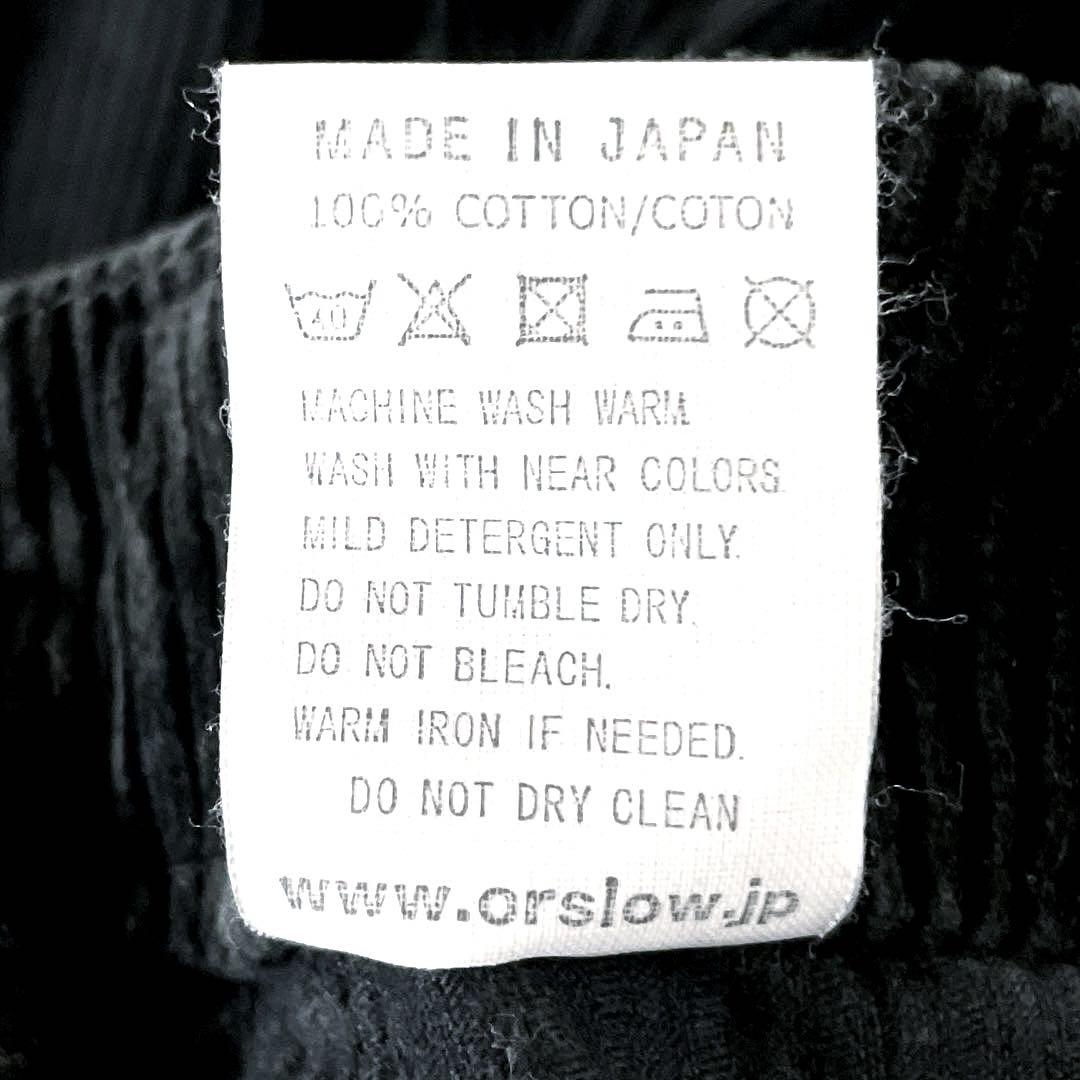 MADE IN JAPAN
100% COTTON/COTON
40
MACHINE WASH WARM.
WASH WITH NEAR COLORS.
MILD DETERGENT ONLY.
DO NOT TUMBLE DRY.
DO NOT BLEACH.
WARM IRON IF NEEDED.
DO NOT DRY CLEAN
www.orslow.jp